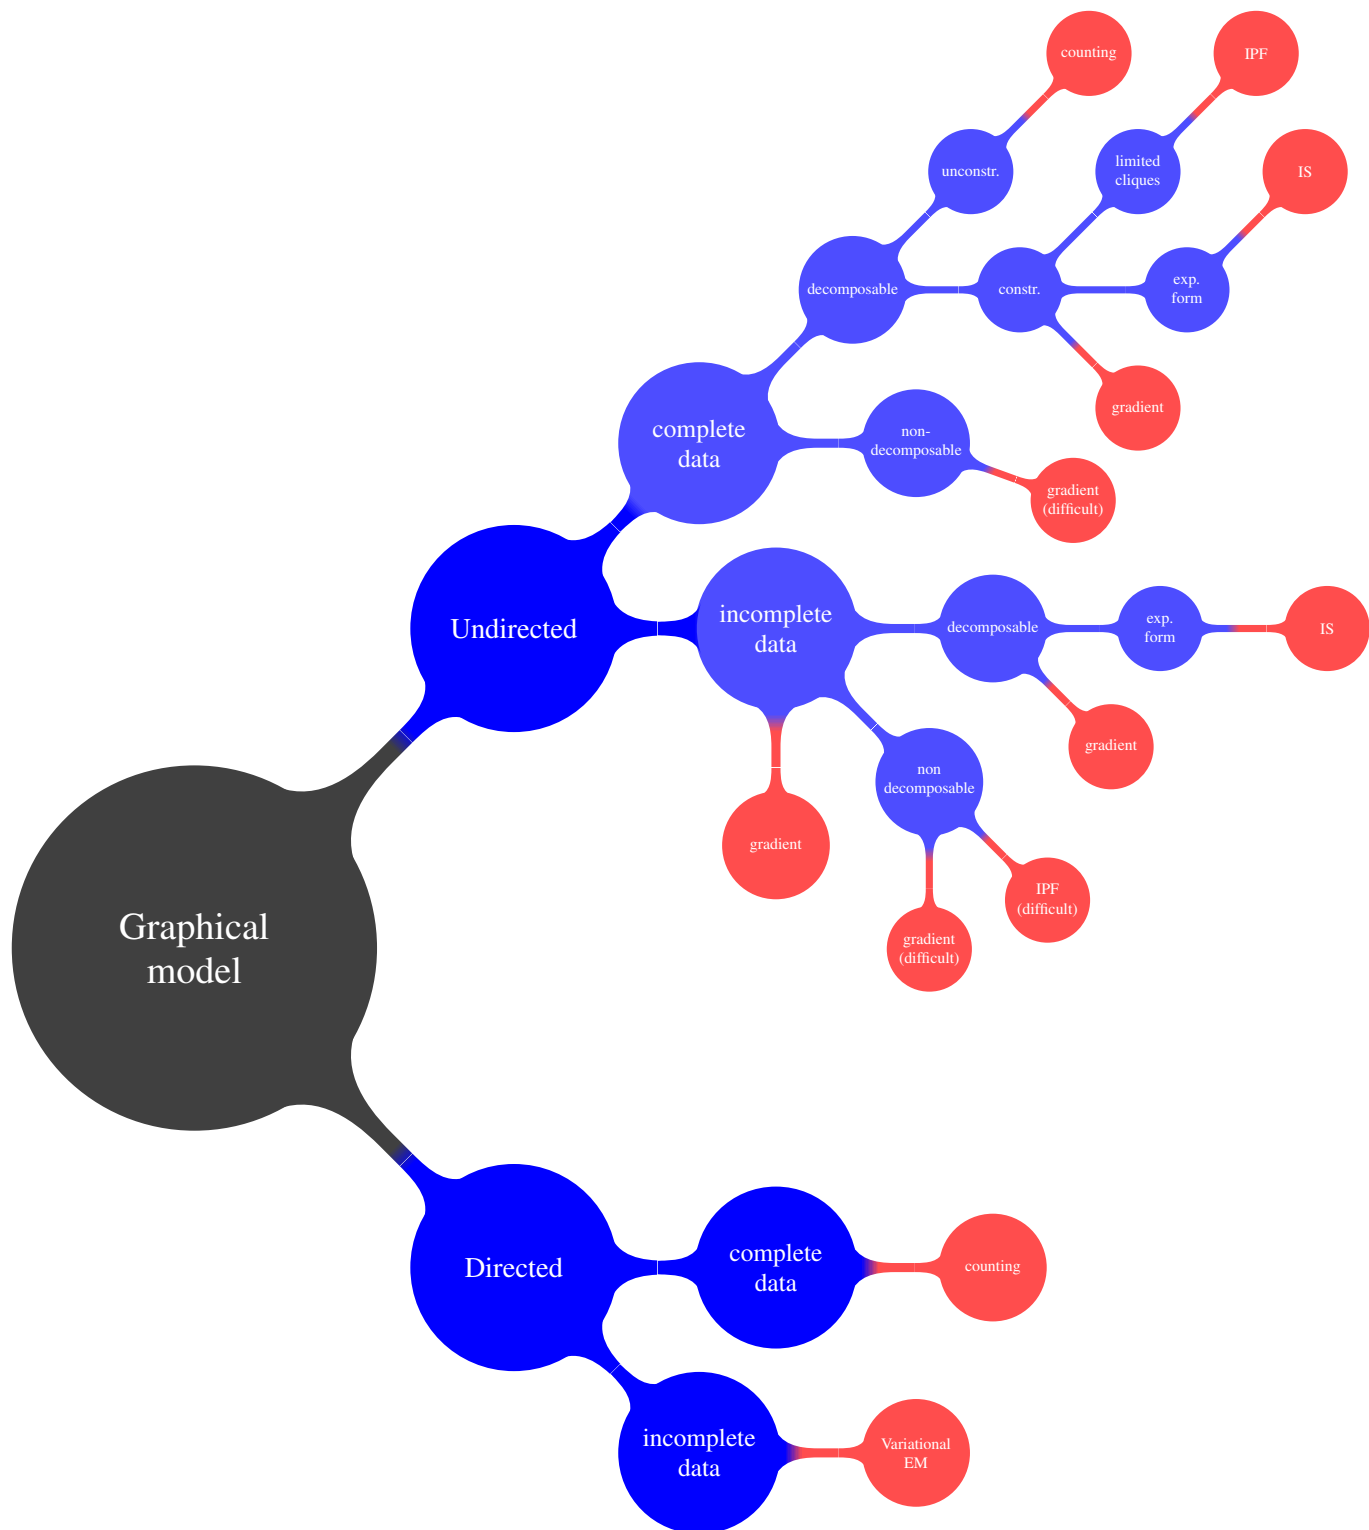 counting
IPF
unconstr.
limited
cliques
IS
decomposable
constr.
exp.
form
gradient
complete
data
non-
decomposable
gradient
(difficult)
Undirected
incomplete
data
decomposable
exp.
form
IS
gradient
non
decomposable
gradient
IPF
(difficult)
gradient
(difficult)
Graphical
model
Directed
complete
data
counting
incomplete
data
Variational
EM